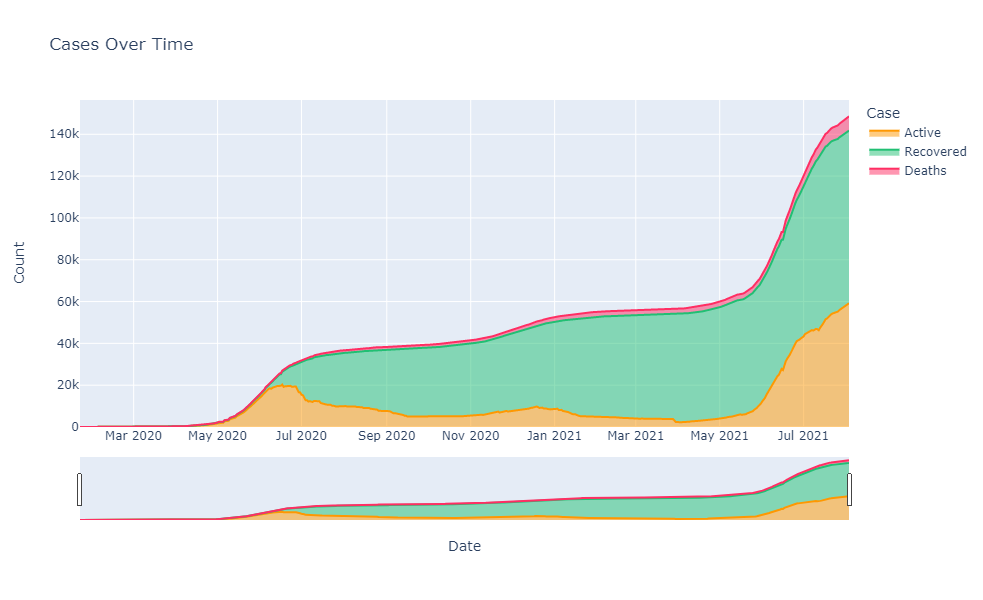 Cases Over Time
Case
Active
Recovered
Deaths
Count
140k
120k
100k
80k
60k
40k
20k
0
Mar 2020 May 2020 Jul 2020 Sep 2020 Nov 2020 Jan 2021 Mar 2021 May 2021 Jul 2021
Date